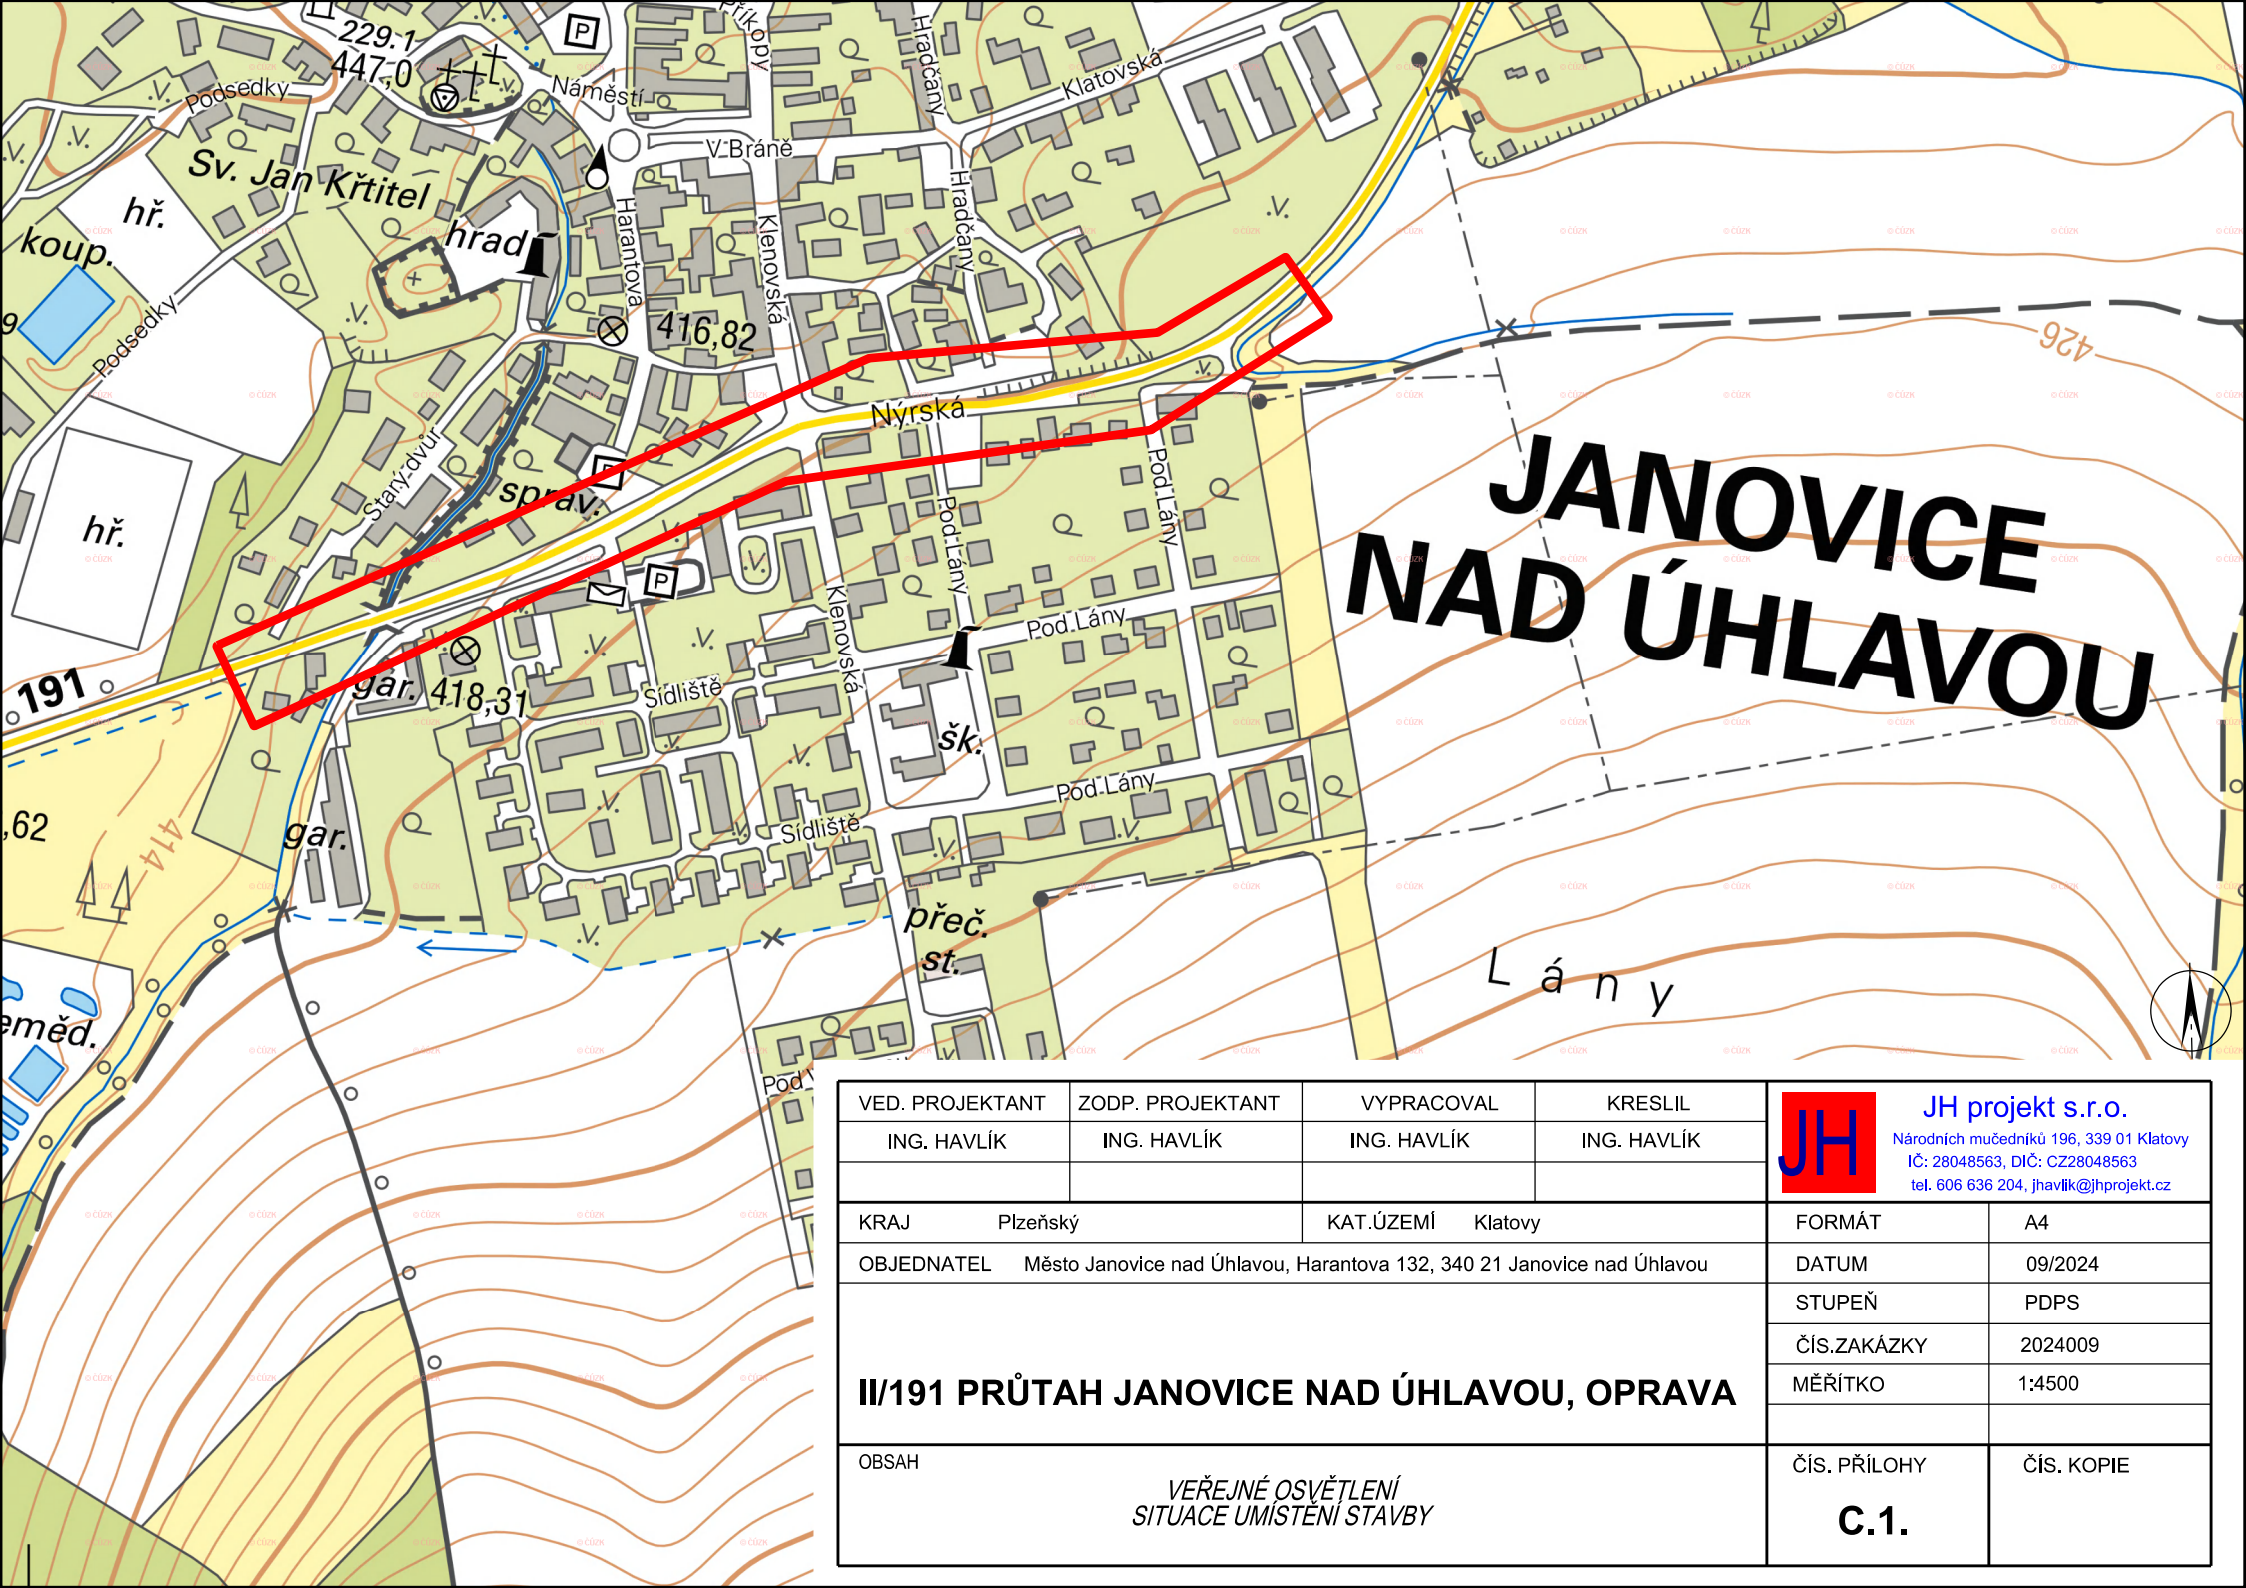 229.1
447,0
Podsedky
Náměstí
P
Příkopy
Hradčany
Klatovská
V Bráně
Sv. Jan Křtitel
hř.
koup.
hrad
Harantova
Klenovská
Hradčany
9
Podsedky
416,82
426
Nýrská
Starý dvůr
hř.
správ.
Pod Lány
Pod Lány
JANOVICE
NAD ÚHLAVOU
P
Klenovská
Pod Lány
191
gar. 418,31
Sídliště
šk.
Pod Lány
,62
414
gar.
Sídliště
přeč.
st.
Lány
eměd.
Pod
VED. PROJEKTANT ZODP. PROJEKTANT VYPRACOVAL KRESLIL
ING. HAVLÍK ING. HAVLÍK ING. HAVLÍK ING. HAVLÍK
JH
JH projekt s.r.o.
Národních mučedníků 196, 339 01 Klatovy
IČ: 28048563, DIČ: CZ28048563
tel. 606 636 204, jhavlik@jhprojekt.cz
KRAJ Plzeňský KAT.ÚZEMÍ Klatovy
FORMÁT A4
OBJEDNATEL Město Janovice nad Úhlavou, Harantova 132, 340 21 Janovice nad Úhlavou
DATUM 09/2024
STUPEŇ PDPS
ČÍS.ZAKÁZKY 2024009
MĚŘÍTKO 1:4500
II/191 PRŮTAH JANOVICE NAD ÚHLAVOU, OPRAVA
OBSAH
VEŘEJNÉ OSVĚTLENÍ
SITUACE UMÍSTĚNÍ STAVBY
ČÍS. PŘÍLOHY ČÍS. KOPIE
C.1.